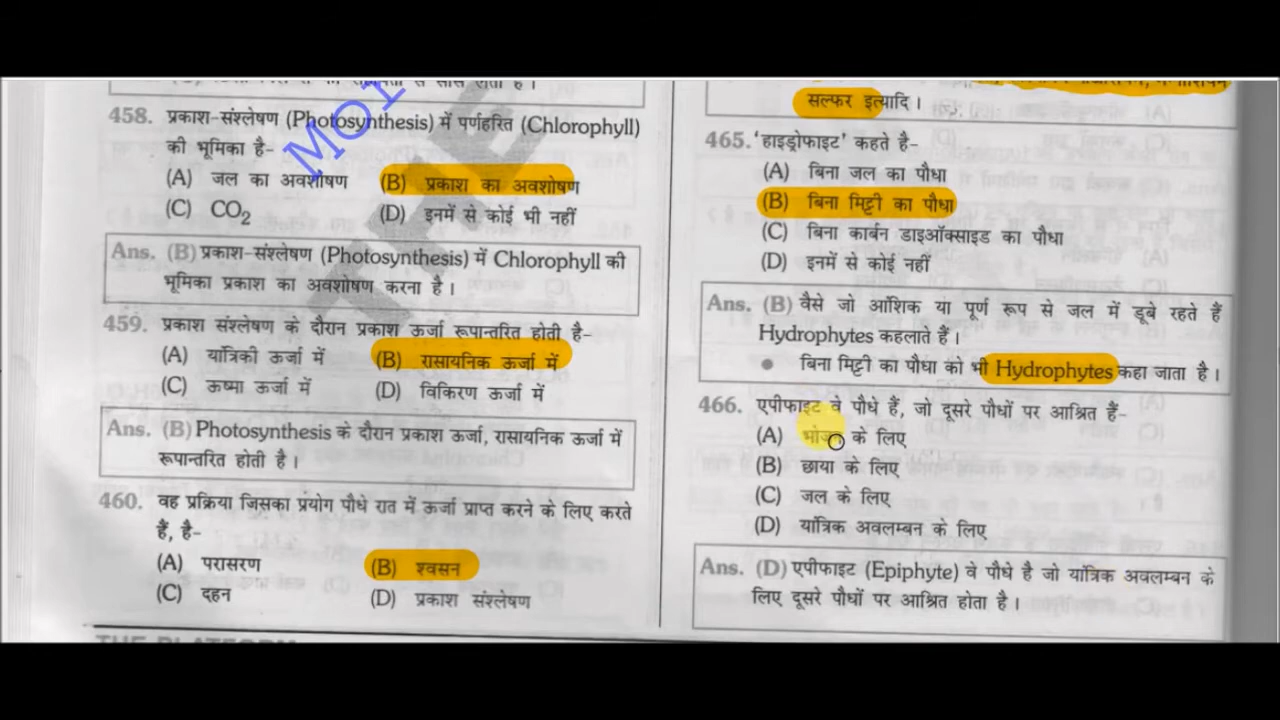 458. प्रकाश-संश्लेषण (Photosynthesis) में पर्णहरित (Chlorophyll)
की भूमिका है-
(A) जल का अवशोषण (B) प्रकाश का अवशोषण
(C) CO2 (D) इनमें से कोई भी नहीं
Ans. (B) प्रकाश-संश्लेषण (Photosynthesis) में Chlorophyll की
भूमिका प्रकाश का अवशोषण करना है।
459. प्रकाश संश्लेषण के दौरान प्रकाश ऊर्जा रूपान्तरित होती है-
(A) यांत्रिकी ऊर्जा में (B) रासायनिक ऊर्जा में
(C) ऊष्मा ऊर्जा में (D) विकिरण ऊर्जा में
Ans. (B) Photosynthesis के दौरान प्रकाश ऊर्जा, रासायनिक ऊर्जा में
रूपान्तरित होती है।
460. वह प्रक्रिया जिसका प्रयोग पौधे रात में ऊर्जा प्राप्त करने के लिए करते
हैं, है-
(A) परासरण (B) श्वसन
(C) दहन (D) प्रकाश संश्लेषण
सल्फर इत्यादि।
465. 'हाइड्रोफाइट' कहते है-
(A) बिना जल का पौधा
(B) बिना मिट्टी का पौधा
(C) बिना कार्बन डाइऑक्साइड का पौधा
(D) इनमें से कोई नहीं
Ans. (B) वैसे जो आंशिक या पूर्ण रूप से जल में डूबे रहते हैं
Hydrophytes कहलाते हैं।
• बिना मिट्टी का पौधा को भी Hydrophytes कहा जाता है।
466. एपीफाइट वे पौधे हैं, जो दूसरे पौधों पर आश्रित हैं-
(A) भोजन के लिए
(B) छाया के लिए
(C) जल के लिए
(D) यांत्रिक अवलम्बन के लिए
Ans. (D) एपीफाइट (Epiphyte) वे पौधे है जो यांत्रिक अवलम्बन के
लिए दूसरे पौधों पर आश्रित होता है।